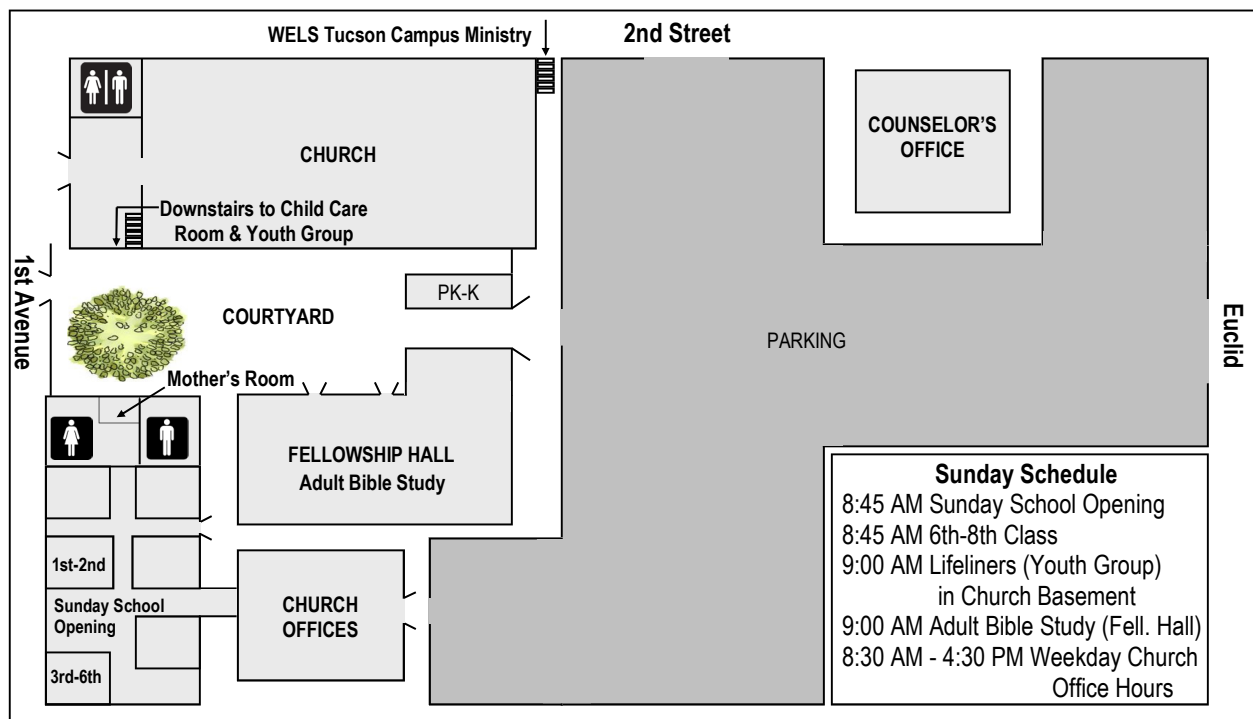 WELS Tucson Campus Ministry
2nd Street
CHURCH
COUNSELOR'S
OFFICE
Downstairs to Child Care
Room & Youth Group
1st Avenue
PK-K
COURTYARD
PARKING
Euclid
Mother's Room
FELLOWSHIP HALL
Adult Bible Study
1st-2nd
Sunday School
Opening
3rd-6th
CHURCH
OFFICES
Sunday Schedule
8:45 AM Sunday School Opening
8:45 AM 6th-8th Class
9:00 AM Lifeliners (Youth Group)
in Church Basement
9:00 AM Adult Bible Study (Fell. Hall)
8:30 AM - 4:30 PM Weekday Church
Office Hours